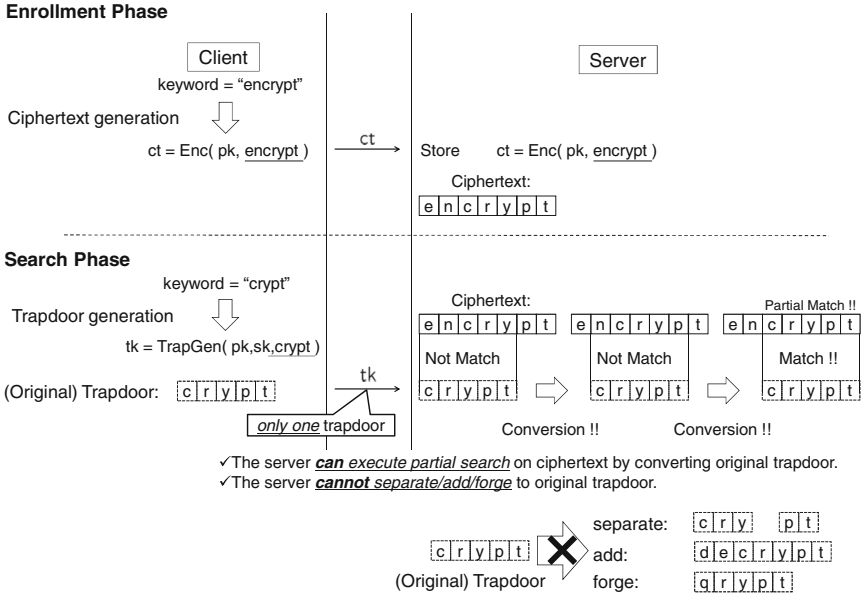 Enrollment Phase
Client
Server
keyword = “encrypt”
Ciphertext generation
ct = Enc( pk, encrypt )
ct
Store ct = Enc( pk, encrypt )
Ciphertext:
e n c r y p t
Search Phase
keyword = “crypt”
Trapdoor generation
tk = TrapGen( pk,sk,crypt )
(Original) Trapdoor: c r y p t
tk
only one trapdoor
Ciphertext:
Partial Match !!
e n c r y p t e n c r y p t e n c r y p t
Not Match Not Match Match !!
c r y p t c r y p t c r y p t
Conversion !! Conversion !!
✓The server can execute partial search on ciphertext by converting original trapdoor.
✓The server cannot separate/add/forge to original trapdoor.
c r y p t
(Original) Trapdoor
separate: c r y p t
add: d e c r y p t
forge: q r y p t